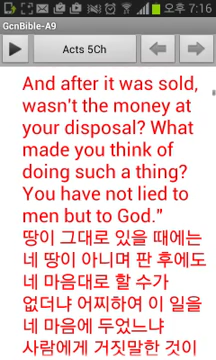 오후 7:16
GcnBible-A9
Acts 5Ch
And after it was sold,
wasn't the money at
your disposal? What
made you think of
doing such a thing?
You have not lied to
men but to God."
땅이 그대로 있을 때에는
네 땅이 아니며 판 후에도
네 마음대로 할 수가
없더냐 어찌하여 이 일을
네 마음에 두었느냐
사람에게 거짓말한 것이